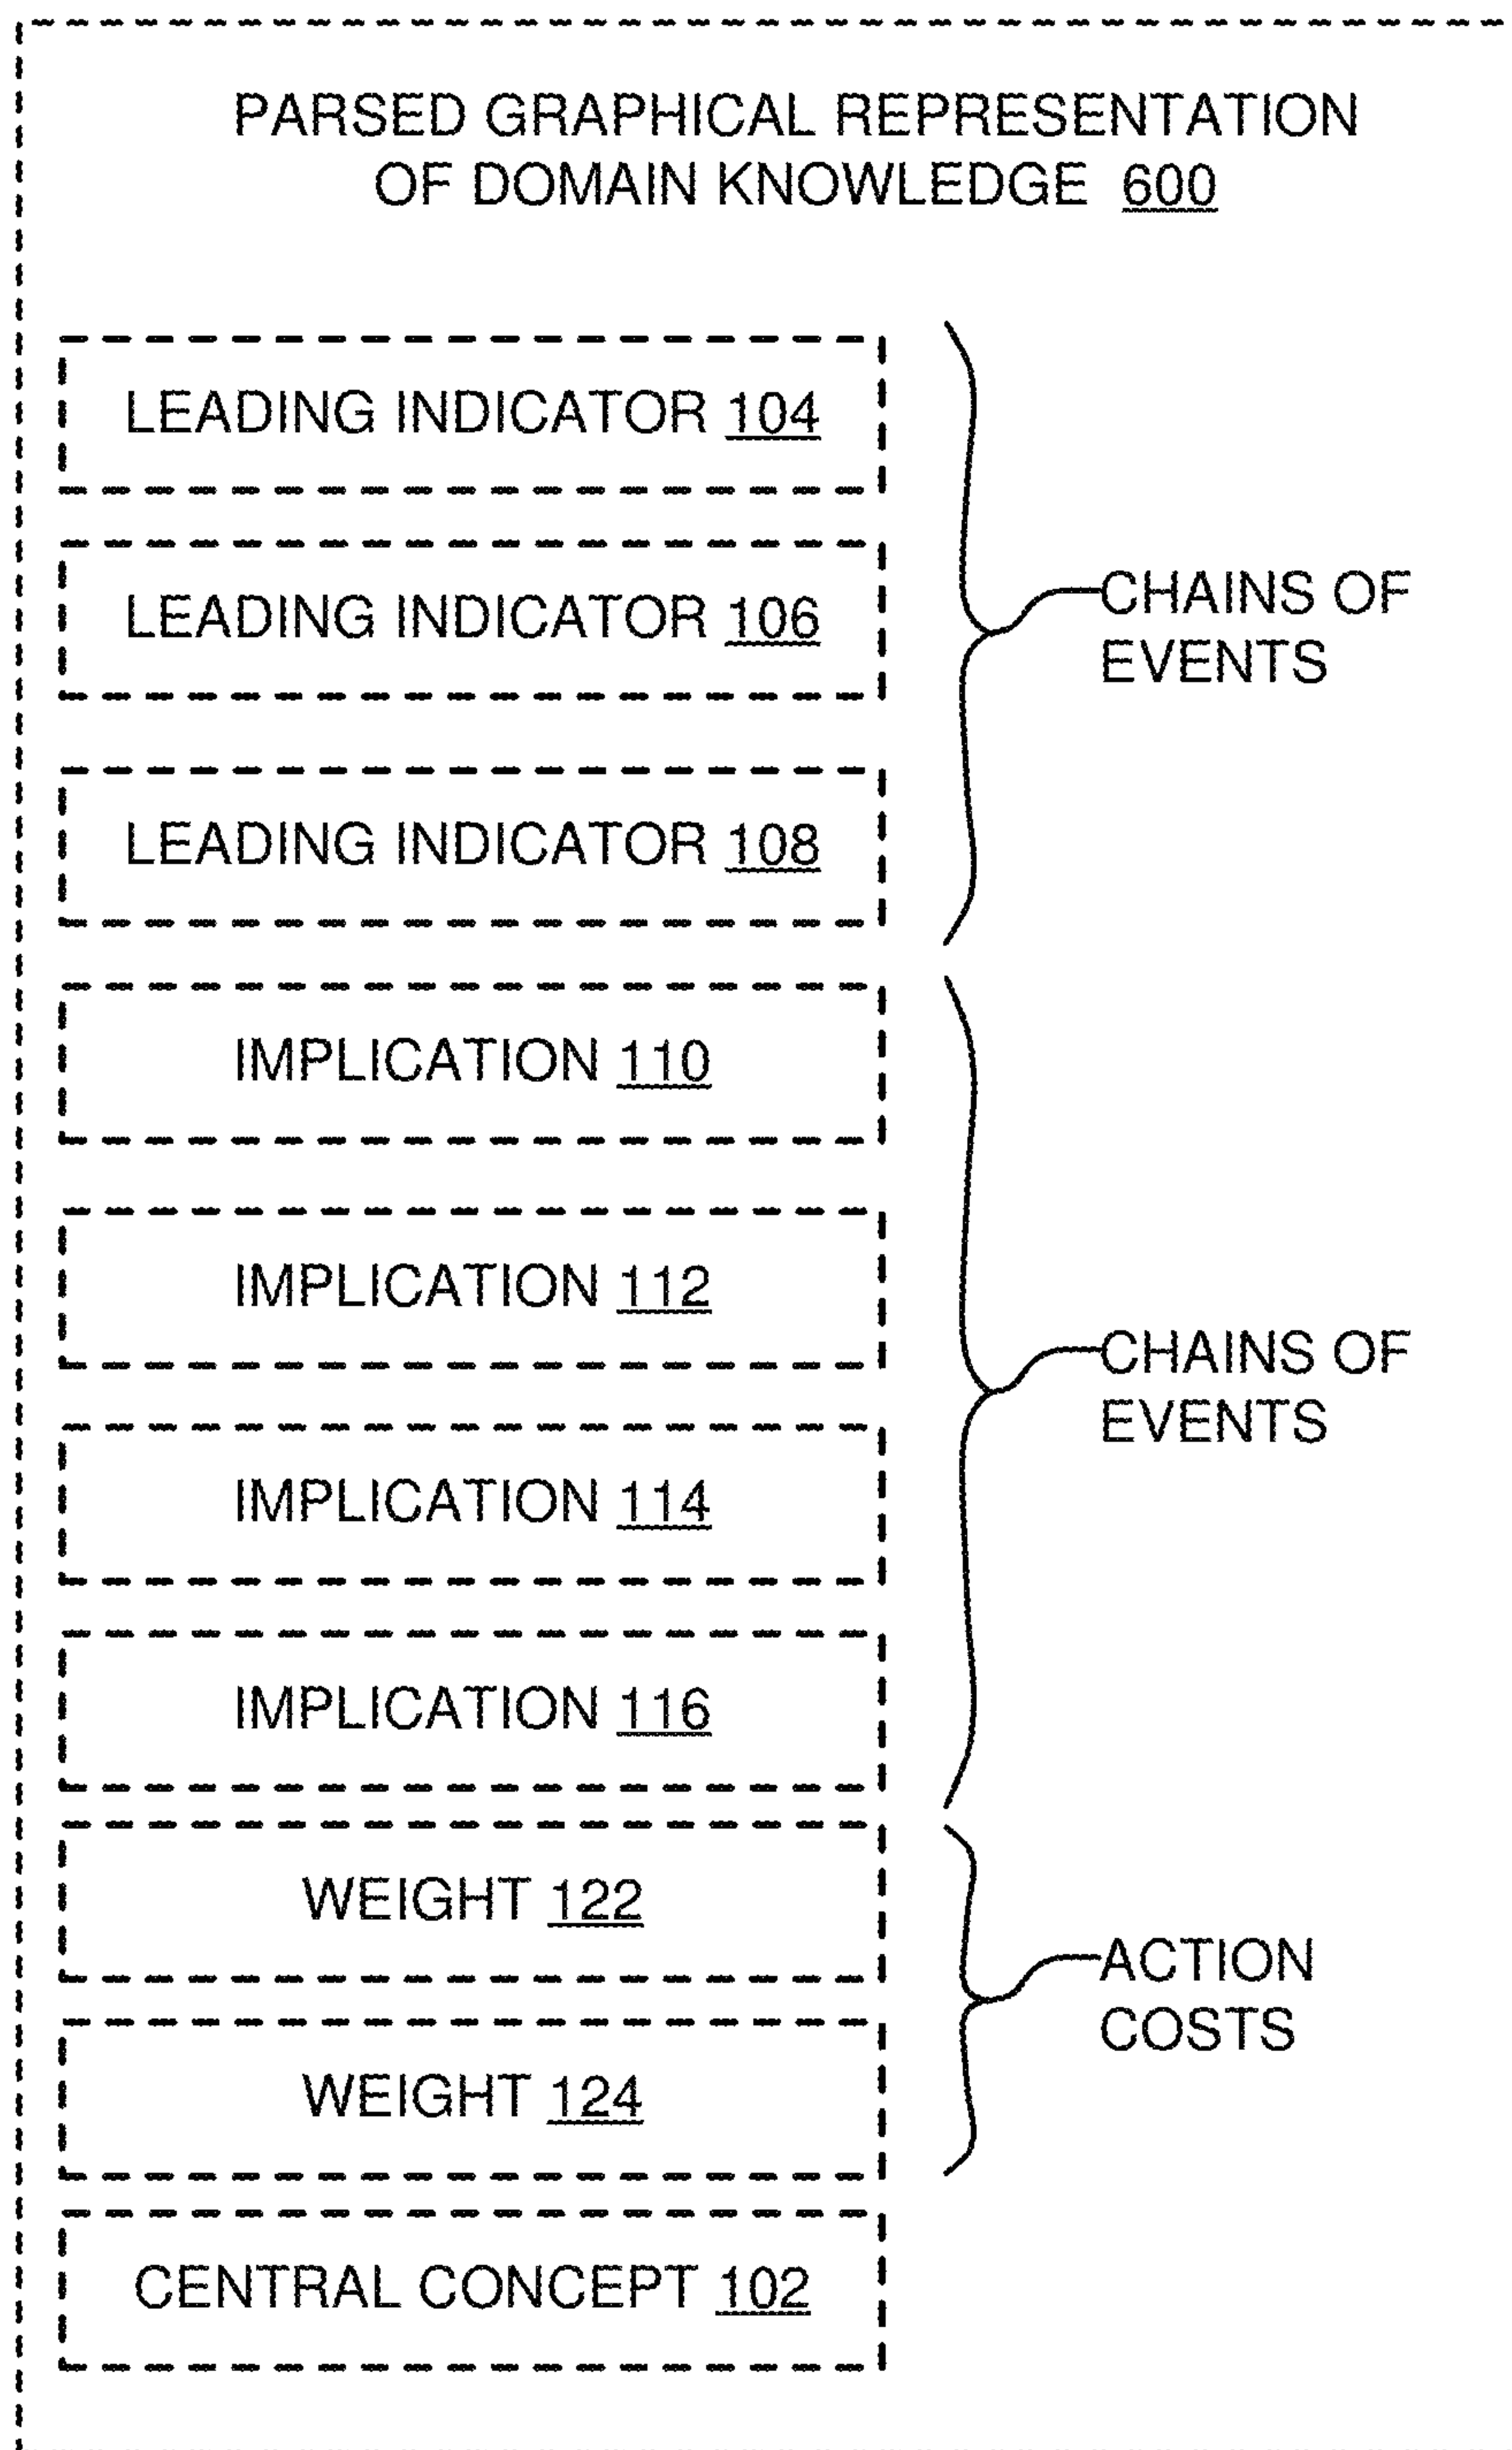 PARSED GRAPHICAL REPRESENTATION
OF DOMAIN KNOWLEDGE 600
LEADING INDICATOR 104
LEADING INDICATOR 106
LEADING INDICATOR 108
CHAINS OF
EVENTS
IMPLICATION 110
IMPLICATION 112
IMPLICATION 114
IMPLICATION 116
CHAINS OF
EVENTS
WEIGHT 122
WEIGHT 124
ACTION
COSTS
CENTRAL CONCEPT 102